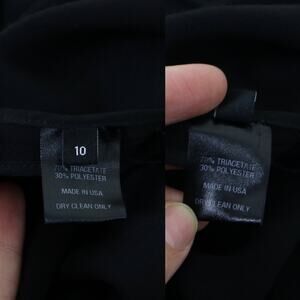 10
70% TRIACETATE
30% POLYESTER
MADE IN USA
DRY CLEAN ONLY
70% TRIACETATE
30% POLYESTER
MADE IN USA
DRY CLEAN ONLY